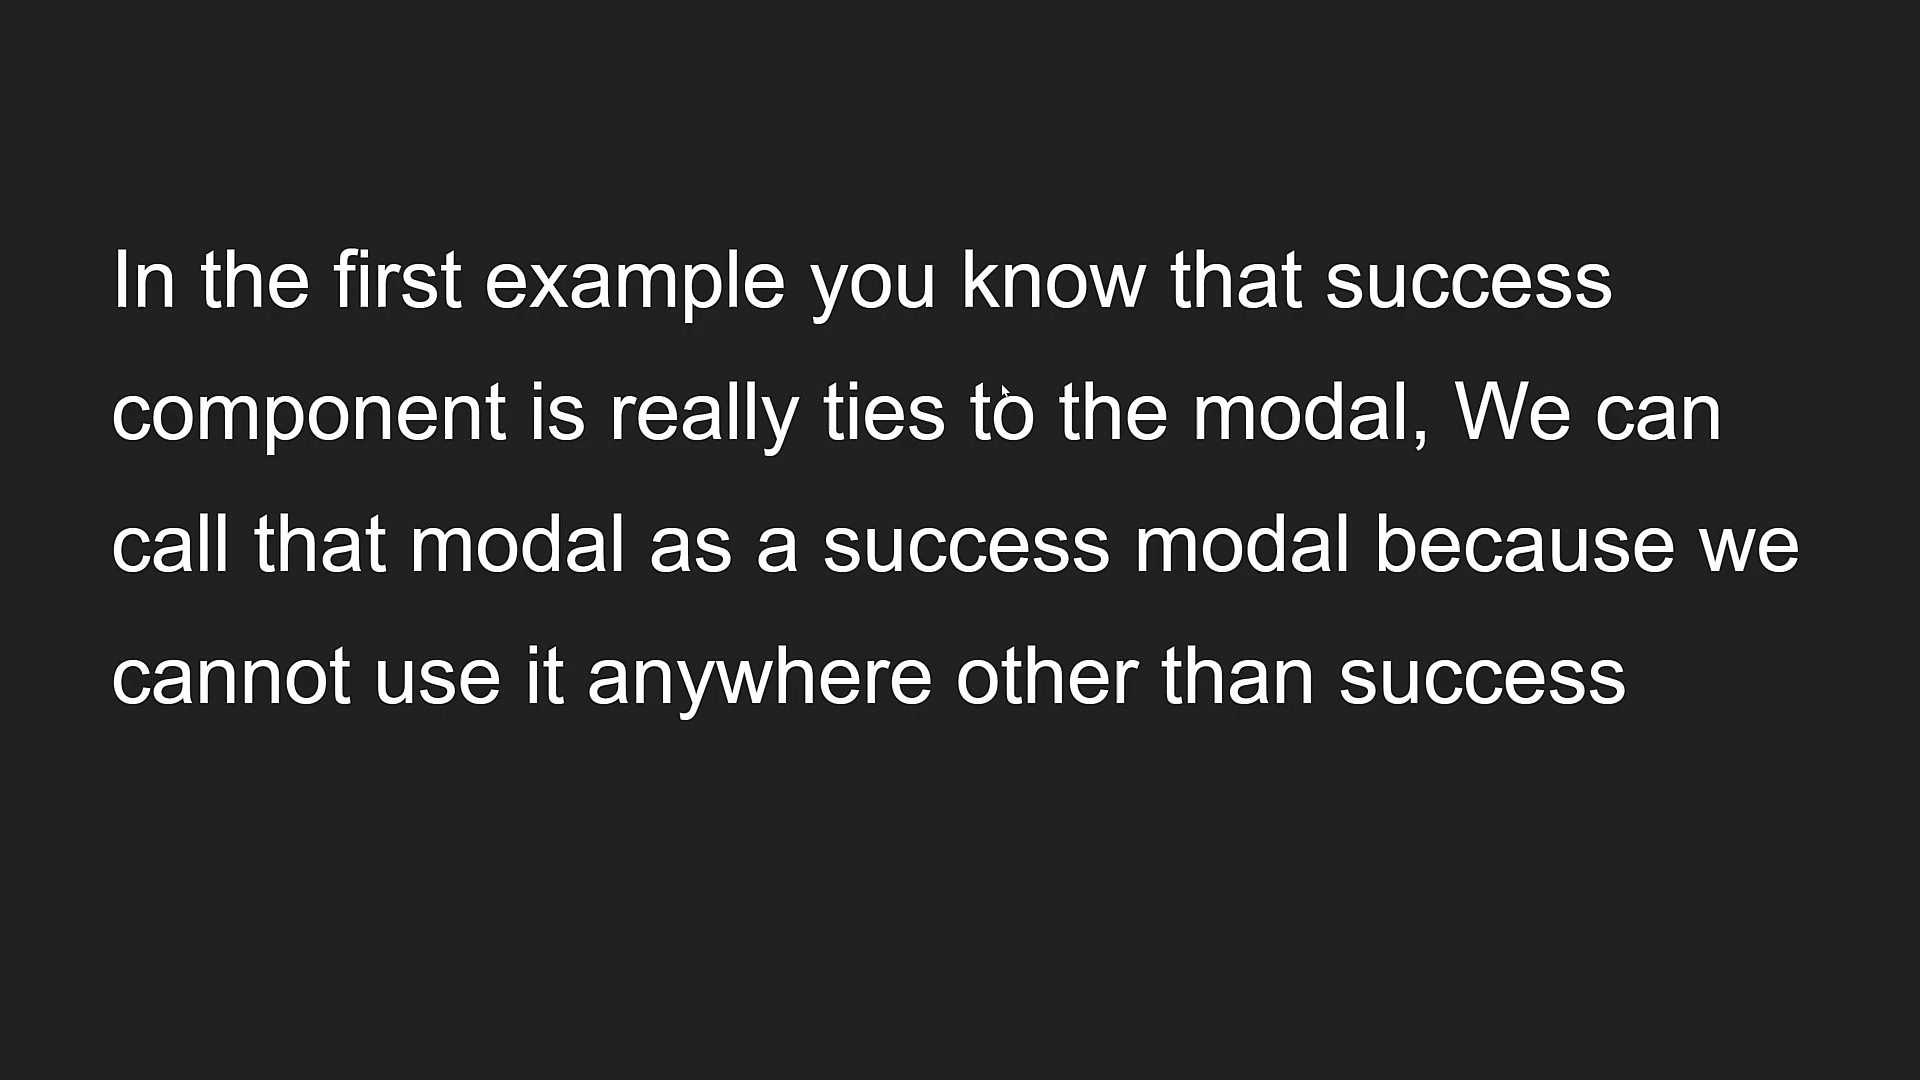 In the first example you know that success
component is really ties to the modal, We can
call that modal as a success modal because we
cannot use it anywhere other than success